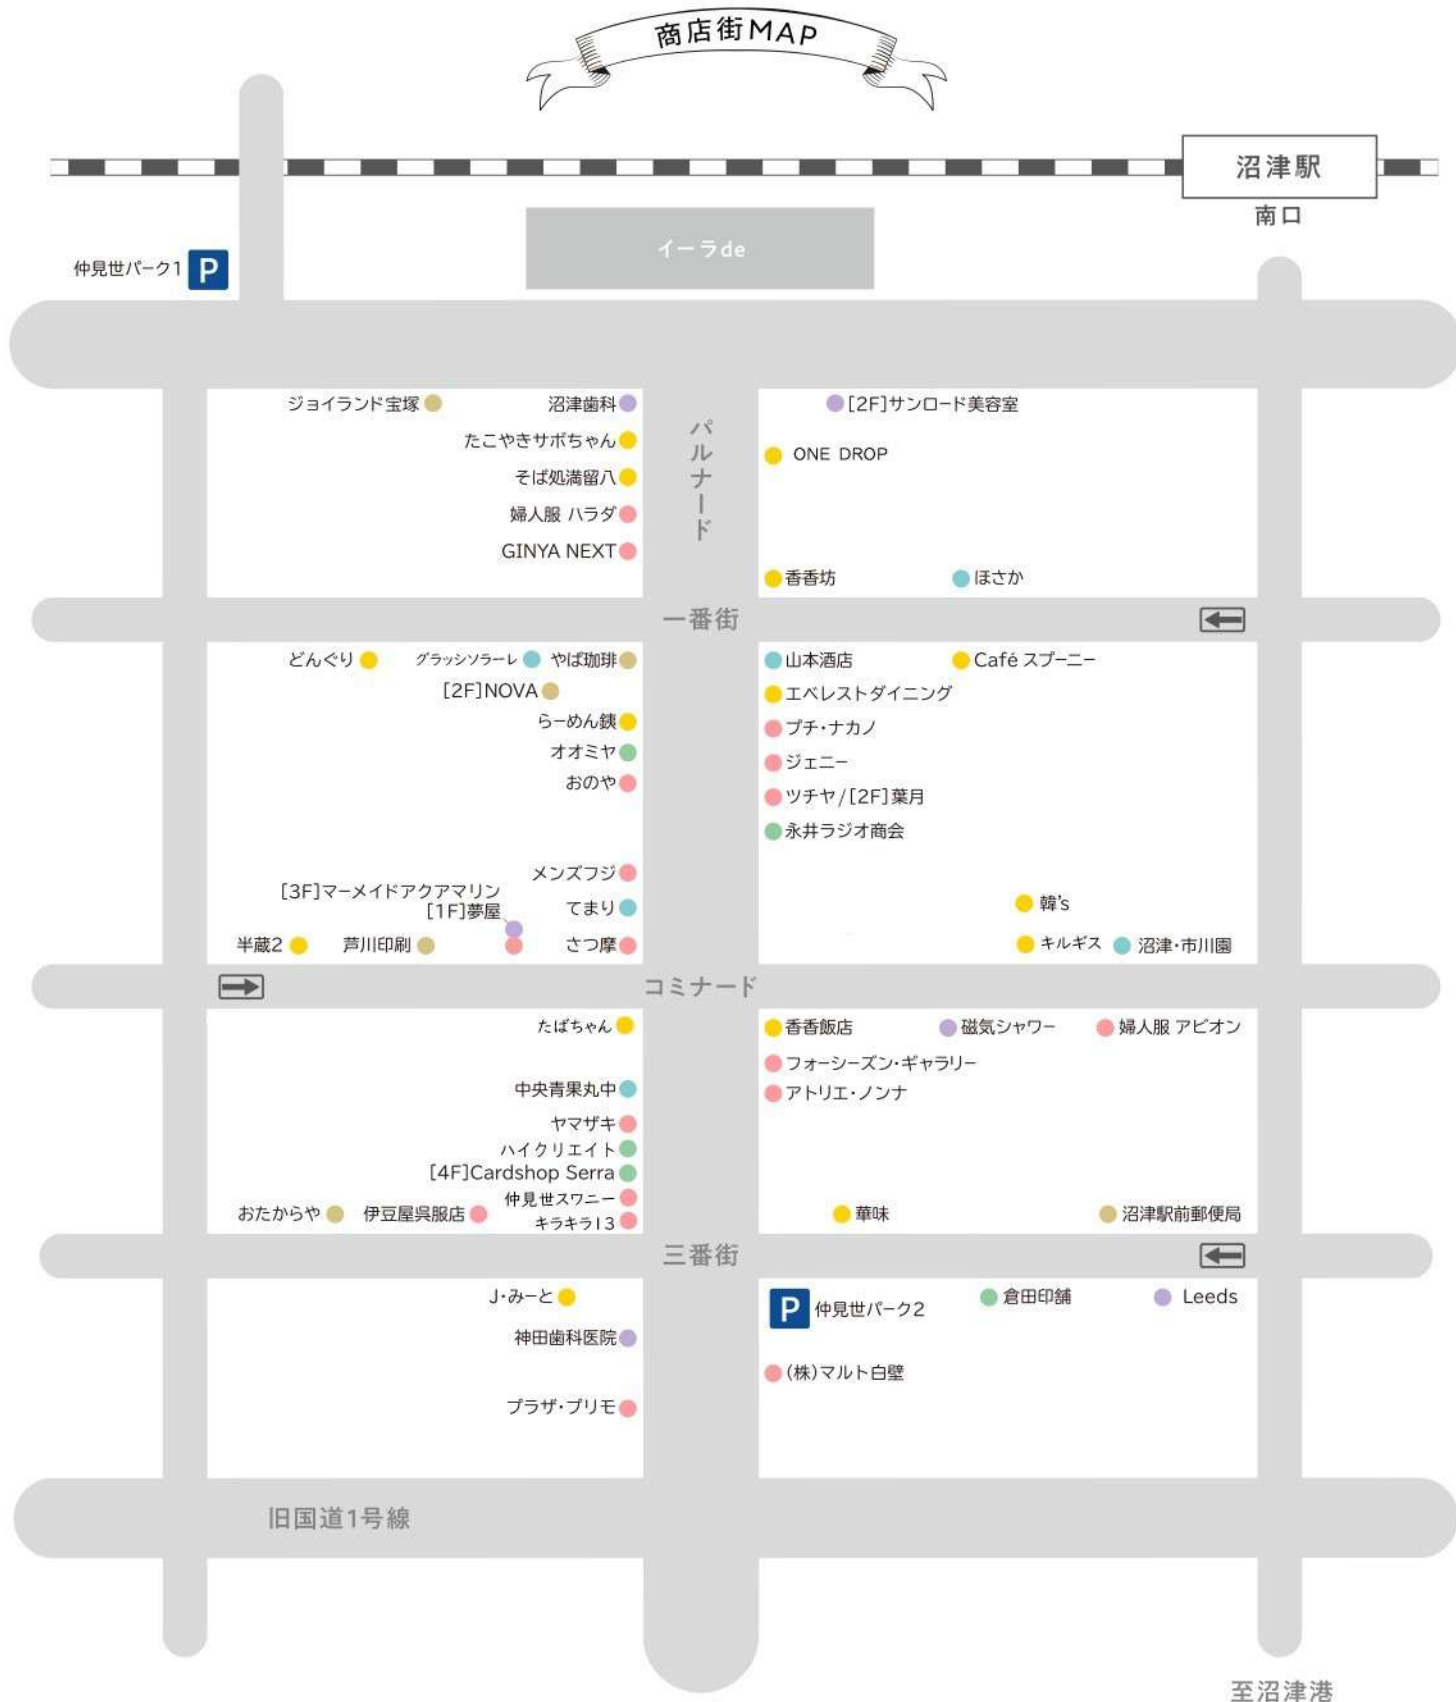 商店街MAP
沼津駅
南口
イーラde
仲見世パーク1
P
ジョイランド宝塚
沼津歯科
[2F]サンロード美容室
たこやきサボちゃん
ONE DROP
そば処満留八
婦人服 ハラダ
GINYA NEXT
パルナード
香香坊
ほさか
一番街
どんぐり
グラッシソラーレ
やば珈琲
山本酒店
Café スプーニー
[2F]NOVA
エベレストダイニング
らーめん銕
プチ・ナカノ
オオミヤ
ジェニー
おのや
ツチヤ/[2F]葉月
永井ラジオ商会
メンズフジ
[3F]マーメイドアクアマリン
[1F]夢屋
てまり
韓's
半蔵2
芦川印刷
さつ摩
キルギス
沼津・市川園
コミナード
たばちゃん
香香飯店
磁気シャワー
婦人服 アビオン
フォーシーズン・ギャラリー
中央青果丸中
アトリエ・ノンナ
ヤマザキ
ハイクリエイト
[4F]Cardshop Serra
仲見世スワニー
おたからや
伊豆屋呉服店
キラキラ13
華味
沼津駅前郵便局
三番街
J・みーと
P
仲見世パーク2
倉田印舗
Leeds
神田歯科医院
(株)マルト白壁
プラザ・プリモ
旧国道1号線
至沼津港